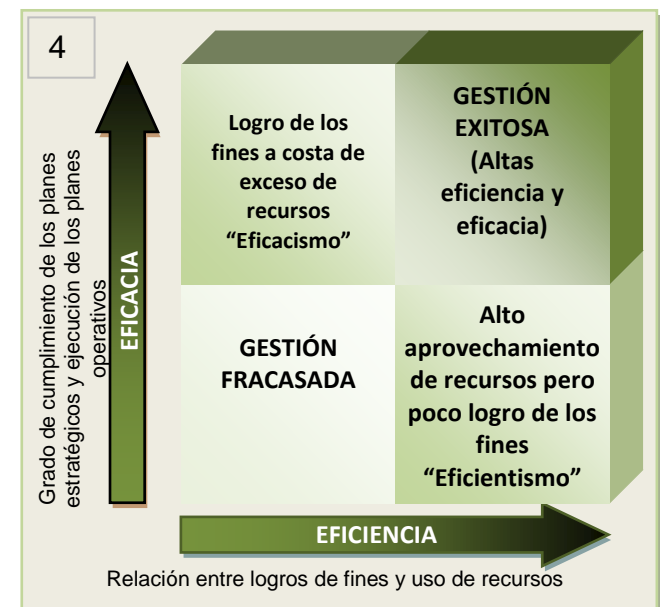 4
Grado de cumplimiento de los planes
estratégicos y ejecución de los planes
operativos
EFICACIA
Logro de los
fines a costa de
exceso de
recursos
“Eficacismo”
GESTIÓN
EXITOSA
(Altas
eficiencia y
eficacia)
GESTIÓN
FRACASADA
Alto
aprovechamiento
de recursos pero
poco logro de los
fines
“Eficientismo”
EFICIENCIA
Relación entre logros de fines y uso de recursos